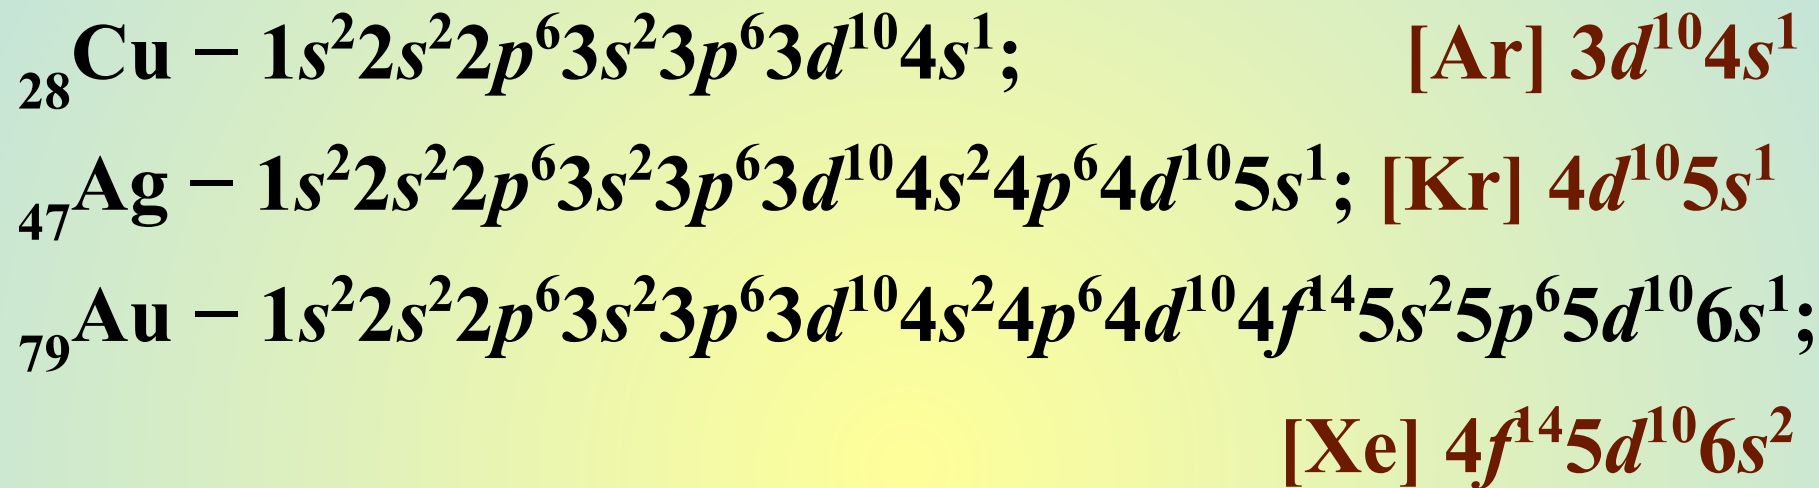 ₂₈Cu – 1s²2s²2p⁶3s²3p⁶3d¹⁰4s¹; [Ar] 3d¹⁰4s¹
₄₇Ag – 1s²2s²2p⁶3s²3p⁶3d¹⁰4s²4p⁶4d¹⁰5s¹; [Kr] 4d¹⁰5s¹
₇₉Au – 1s²2s²2p⁶3s²3p⁶3d¹⁰4s²4p⁶4d¹⁰4f¹⁴5s²5p⁶5d¹⁰6s¹;
[Xe] 4f¹⁴5d¹⁰6s²